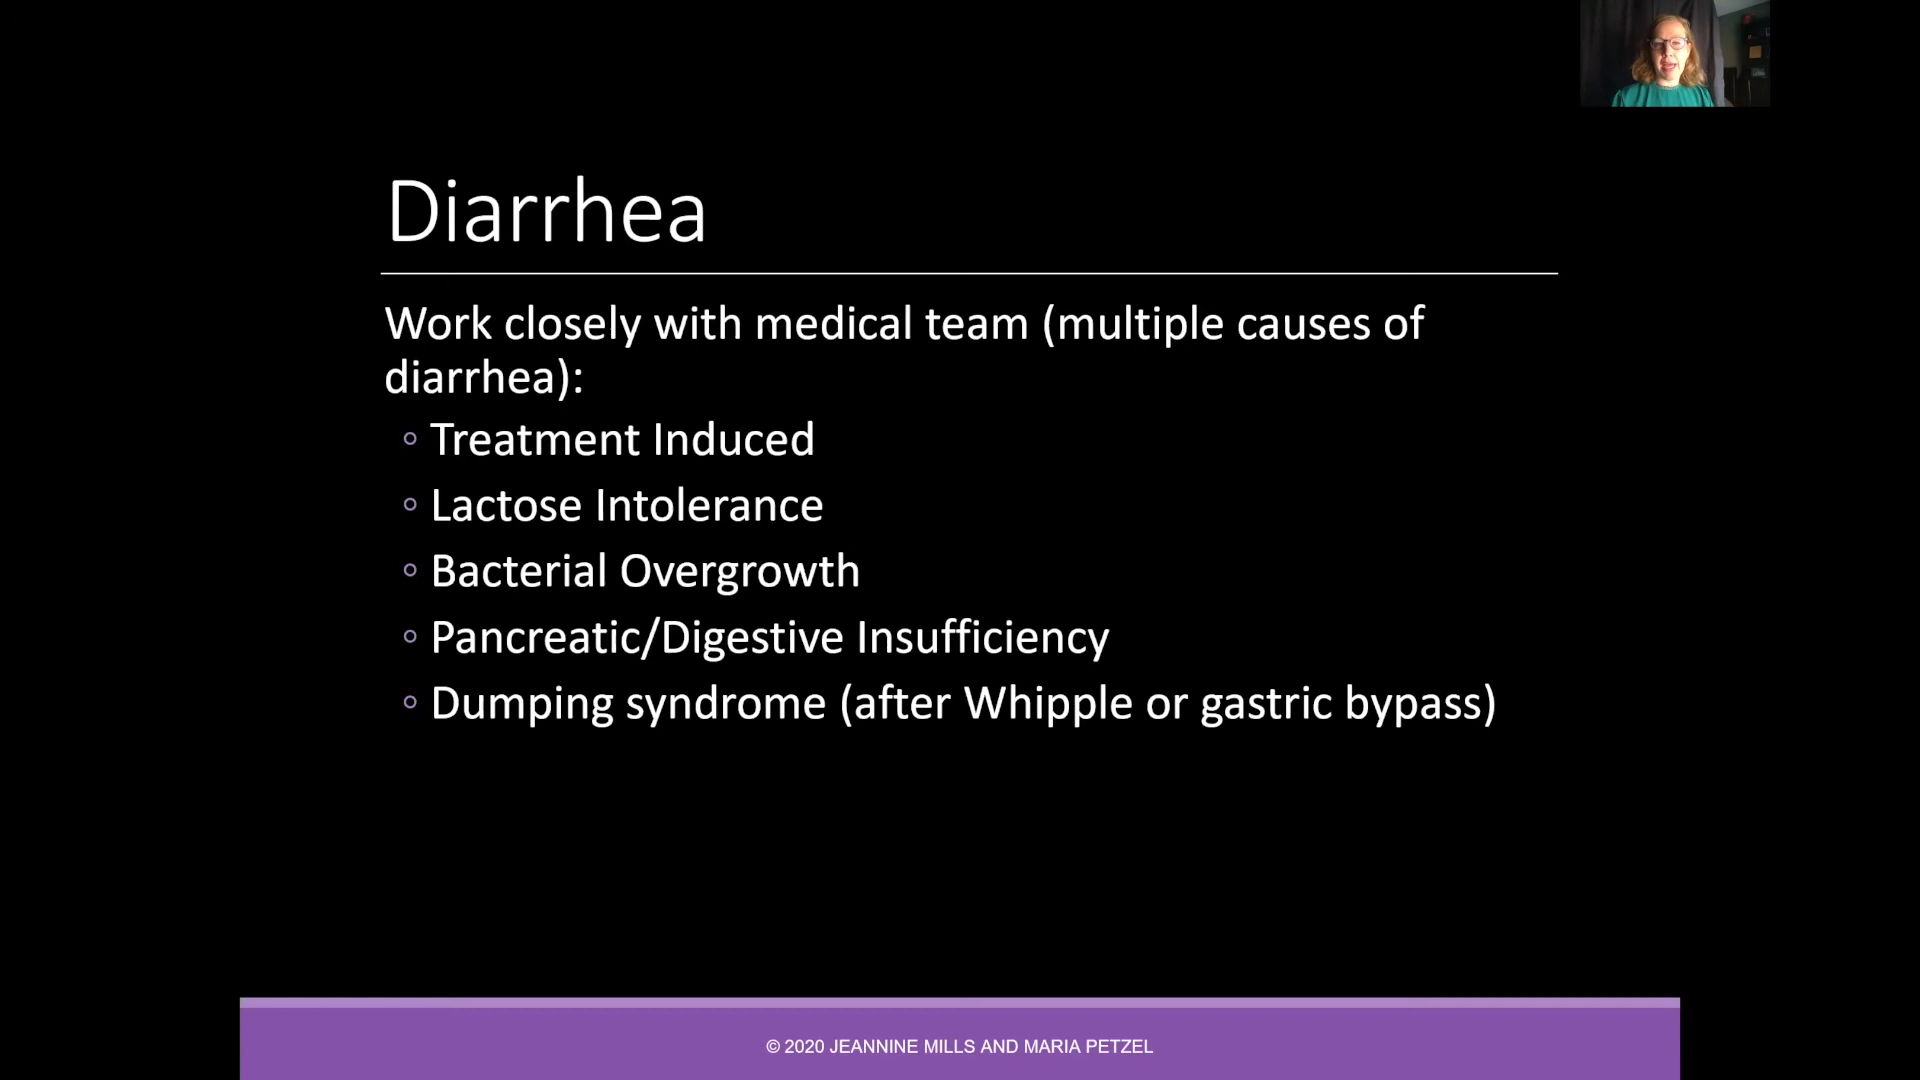 Diarrhea
Work closely with medical team (multiple causes of
diarrhea):
◦ Treatment Induced
◦ Lactose Intolerance
◦ Bacterial Overgrowth
◦ Pancreatic/Digestive Insufficiency
◦ Dumping syndrome (after Whipple or gastric bypass)
© 2020 JEANNINE MILLS AND MARIA PETZEL